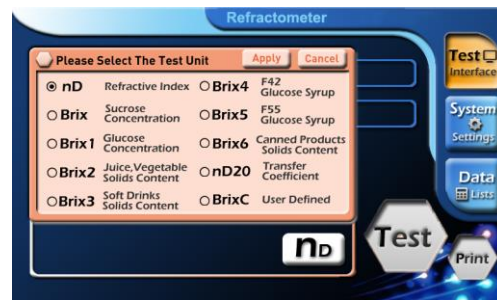 Refractometer
Please Select The Test Unit Apply Cancel
nD Refractive Index
Brix Sucrose Concentration
Brix1 Glucose Concentration
Brix2 Juice,Vegetable Solids Content
Brix3 Soft Drinks Solids Content
Brix4 F42 Glucose Syrup
Brix5 F55 Glucose Syrup
Brix6 Canned Products Solids Content
nD20 Transfer Coefficient
BrixC User Defined
nD
Test
Print
Test
Interface
System
Settings
Data
Lists